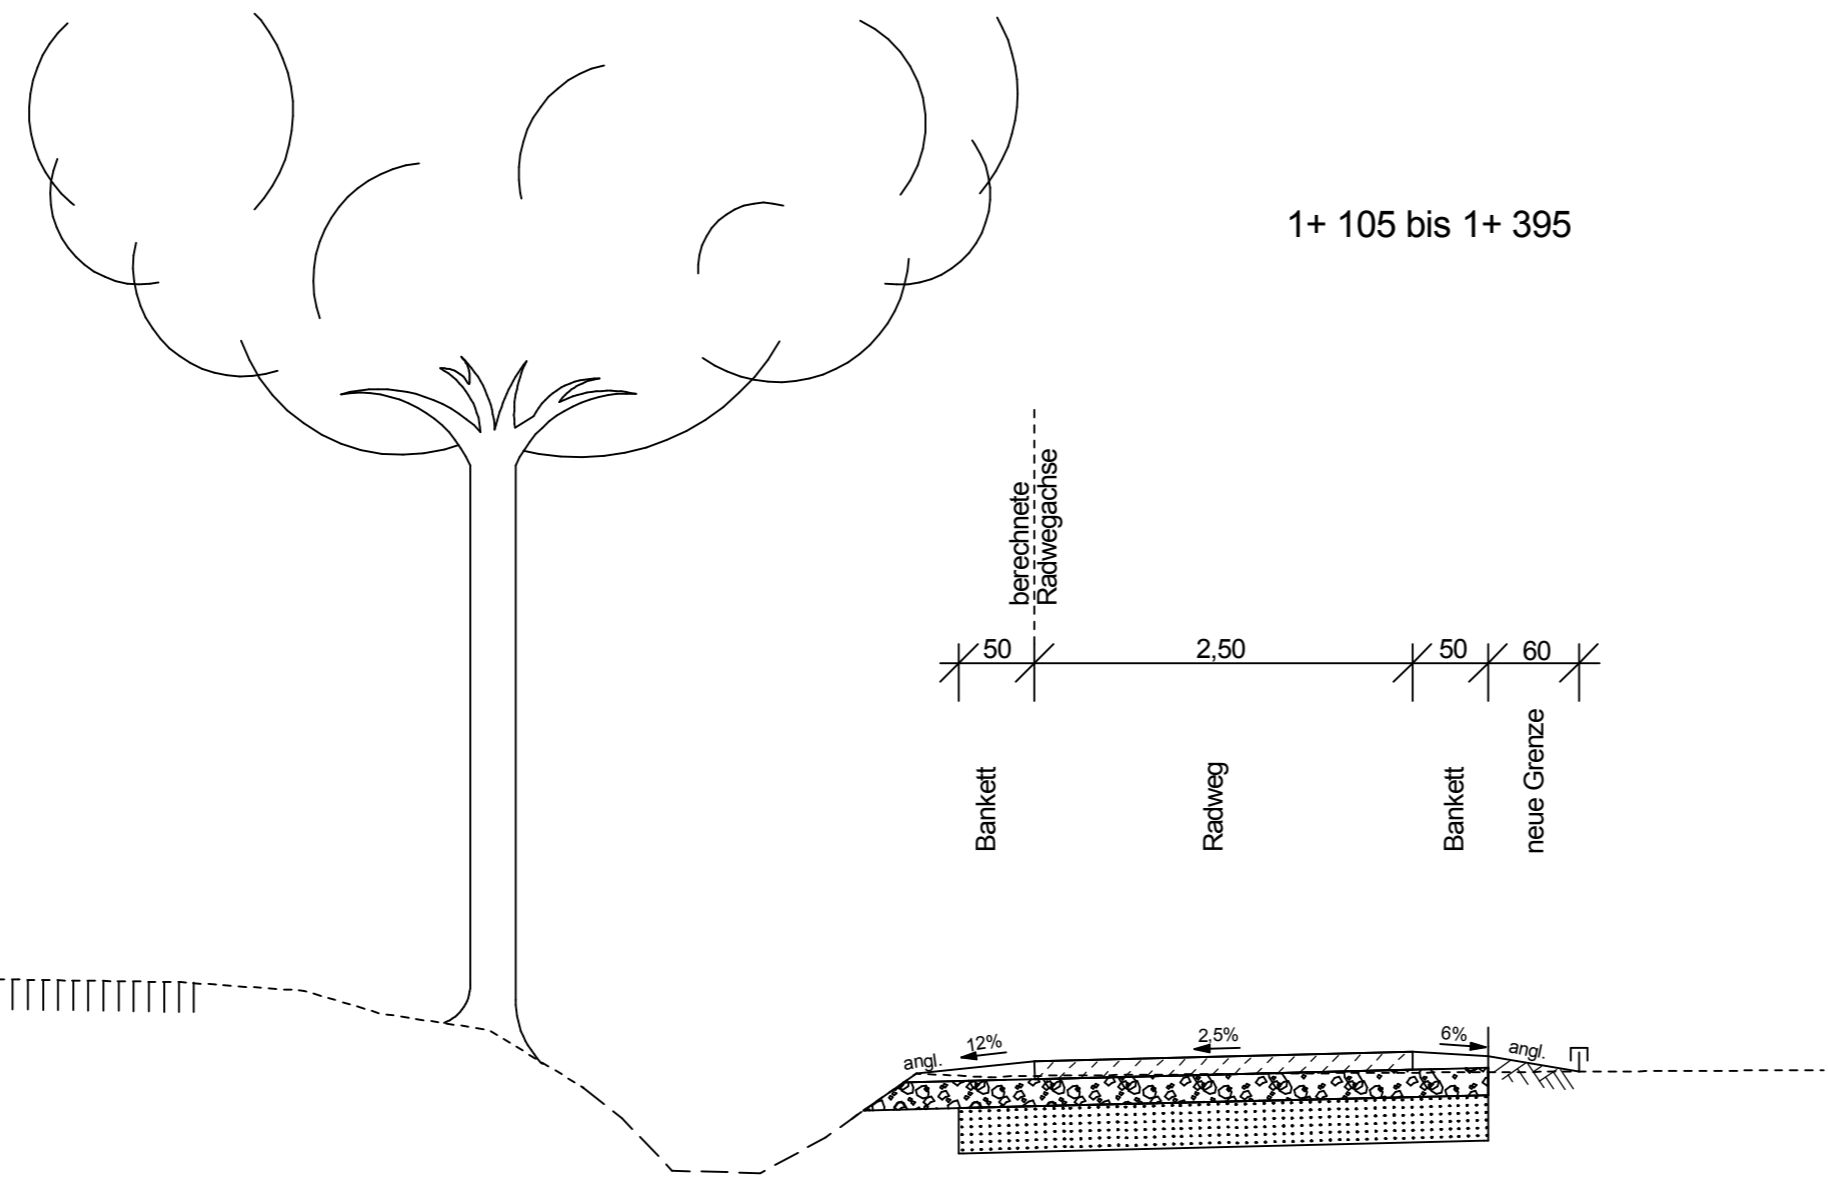 1+ 105 bis 1+ 395
berechnete
Radwegachse
50 2,50 50 60
Bankett Radweg Bankett neue Grenze
angl. 12% 2,5% 6% angl.